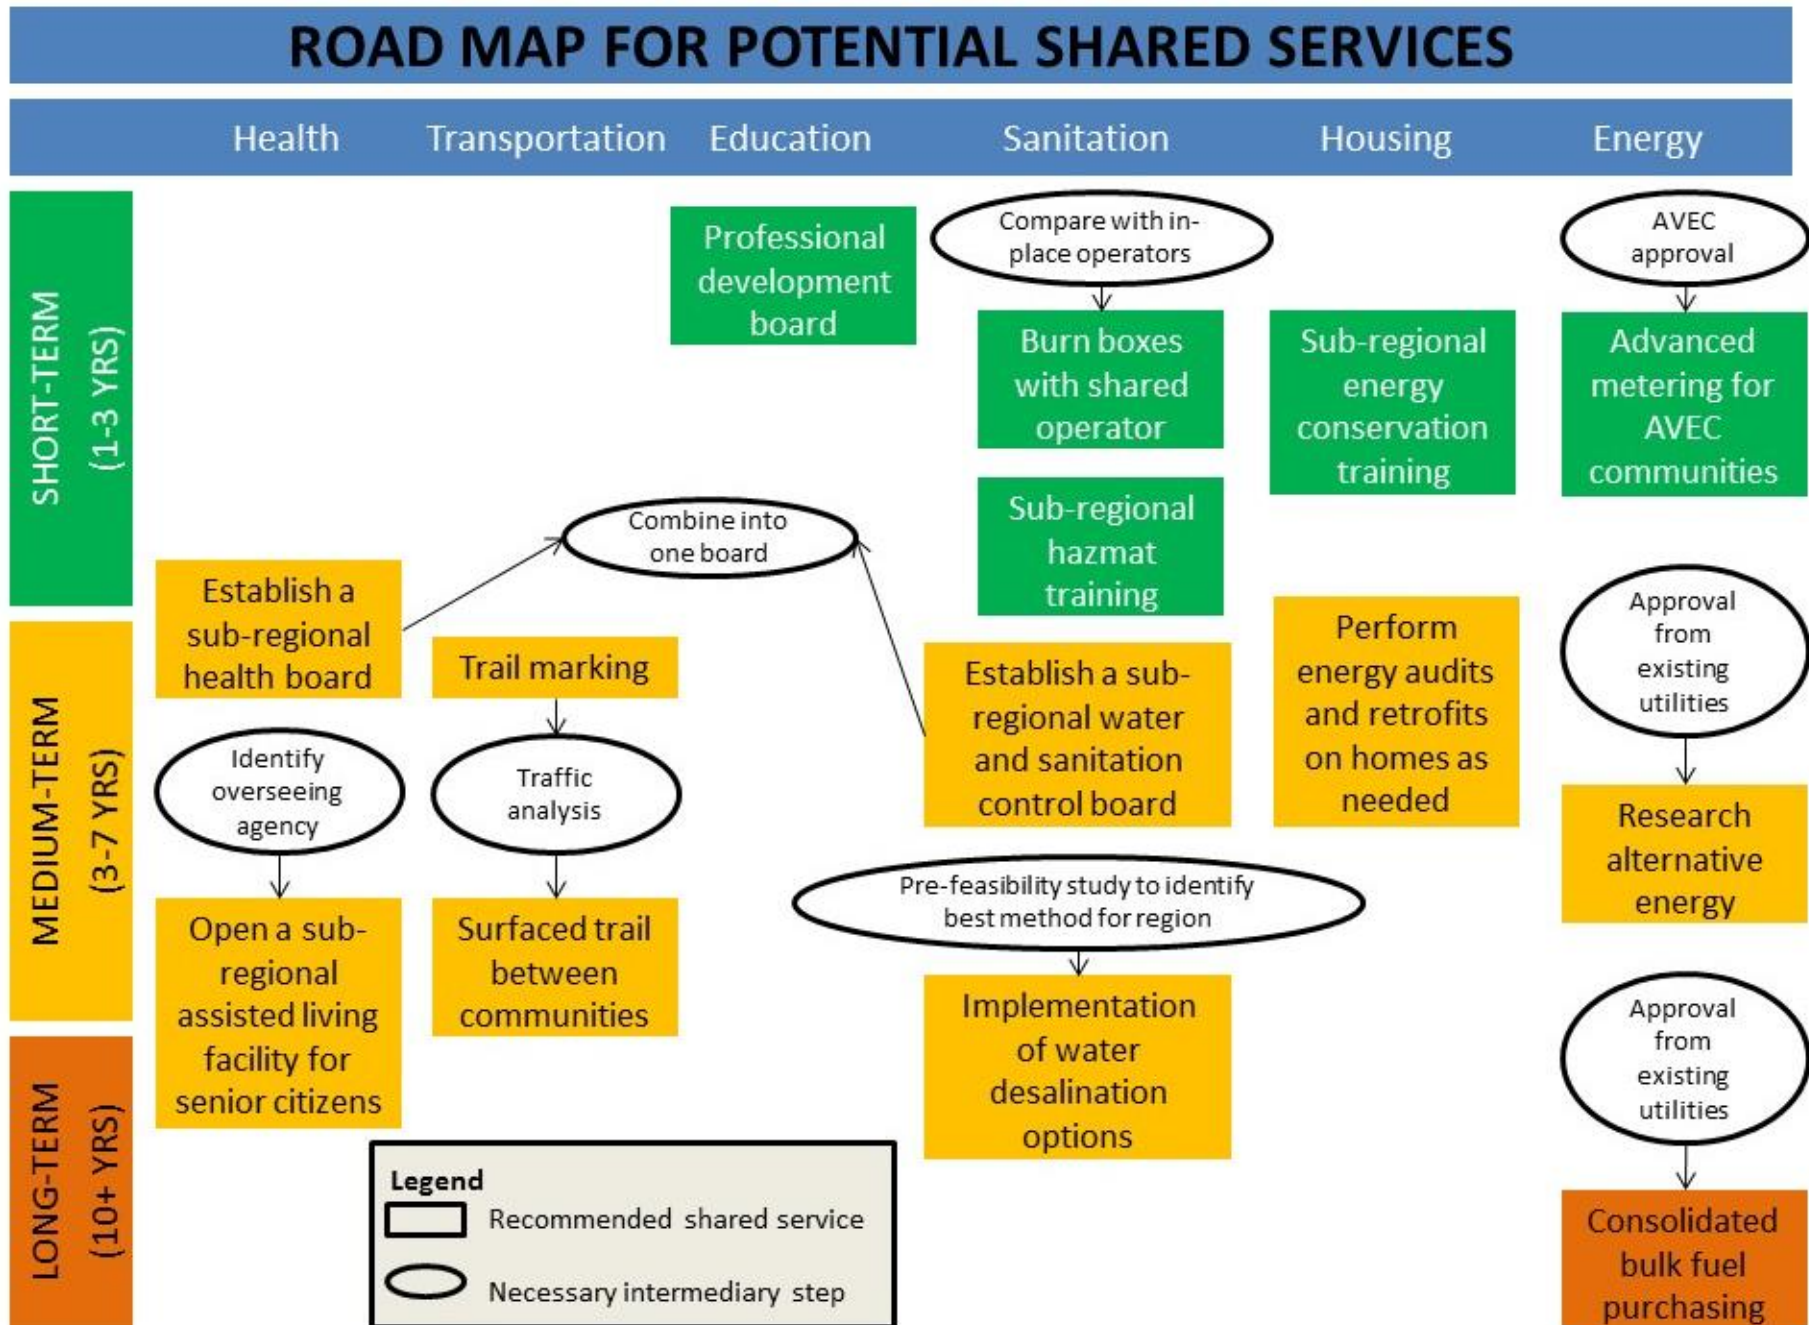 ROAD MAP FOR POTENTIAL SHARED SERVICES
Health
Transportation
Education
Sanitation
Housing
Energy
SHORT-TERM
(1-3 YRS)
Professional
development
board
Compare with in-
place operators
AVEC
approval
Burn boxes
with shared
operator
Sub-regional
energy
conservation
training
Advanced
metering for
AVEC
communities
Sub-regional
hazmat
training
Combine into
one board
MEDIUM-TERM
(3-7 YRS)
Establish a
sub-regional
health board
Trail marking
Establish a sub-
regional water
and sanitation
control board
Perform
energy audits
and retrofits
on homes as
needed
Approval
from
existing
utilities
Identify
overseeing
agency
Traffic
analysis
Research
alternative
energy
Pre-feasibility study to identify
best method for region
Open a sub-
regional
assisted living
facility for
senior citizens
Surfaced trail
between
communities
Implementation
of water
desalination
options
Approval
from
existing
utilities
LONG-TERM
(10+ YRS)
Consolidated
bulk fuel
purchasing
Legend
Recommended shared service
Necessary intermediary step